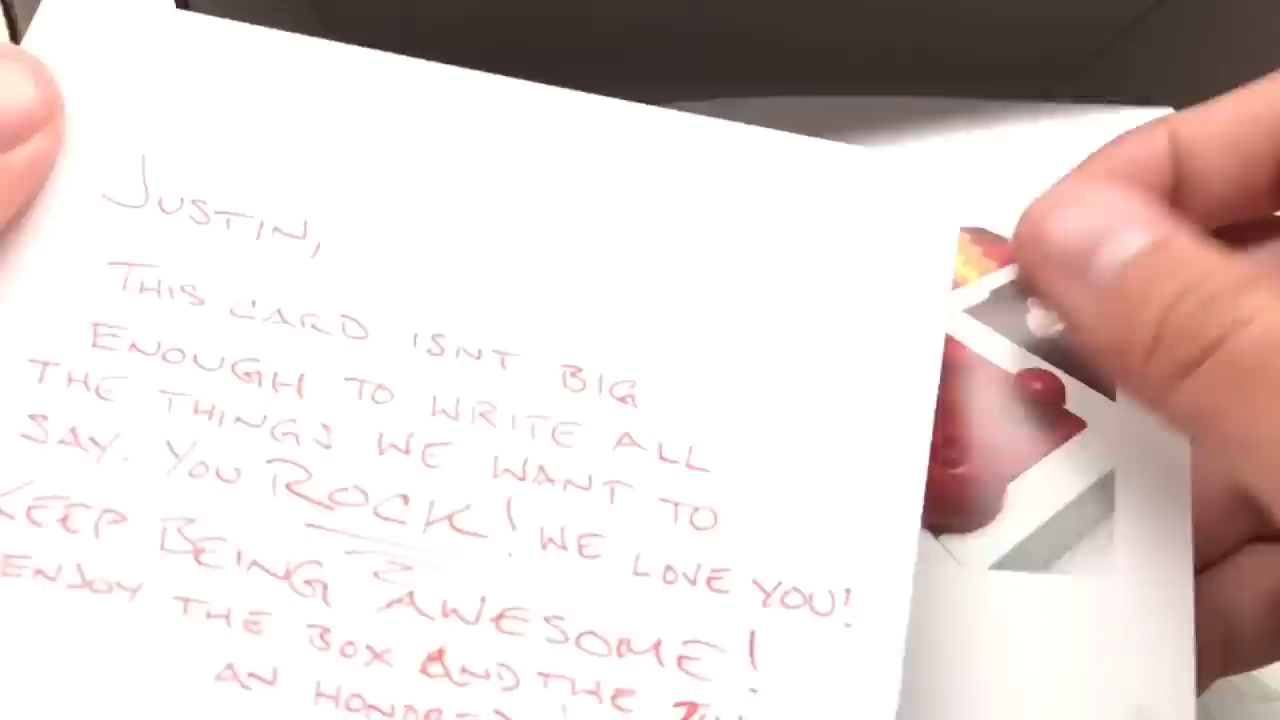 JUSTIN,
THIS CARD ISNT BIG
ENOUGH TO WRITE ALL
THE THINGS WE WANT TO
SAY. YOU ROCK! WE LOVE YOU!
KEEP BEING AWESOME!
ENJOY THE BOX AND THE
AN